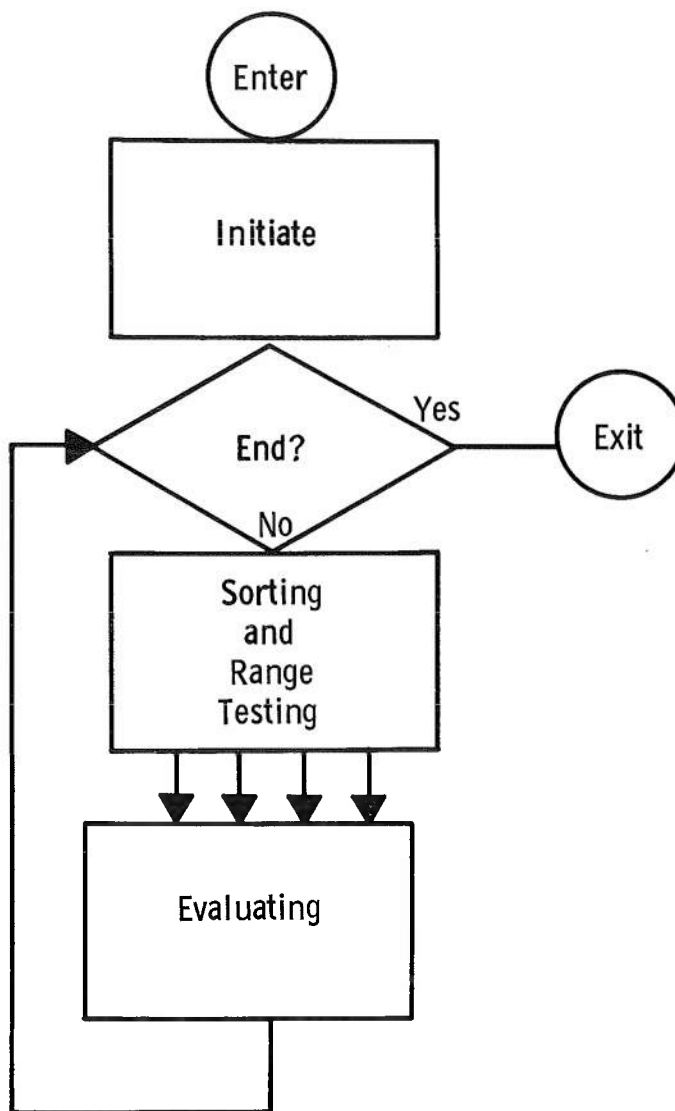 Enter
Initiate
Yes
End?
Exit
No
Sorting
and
Range
Testing
Evaluating